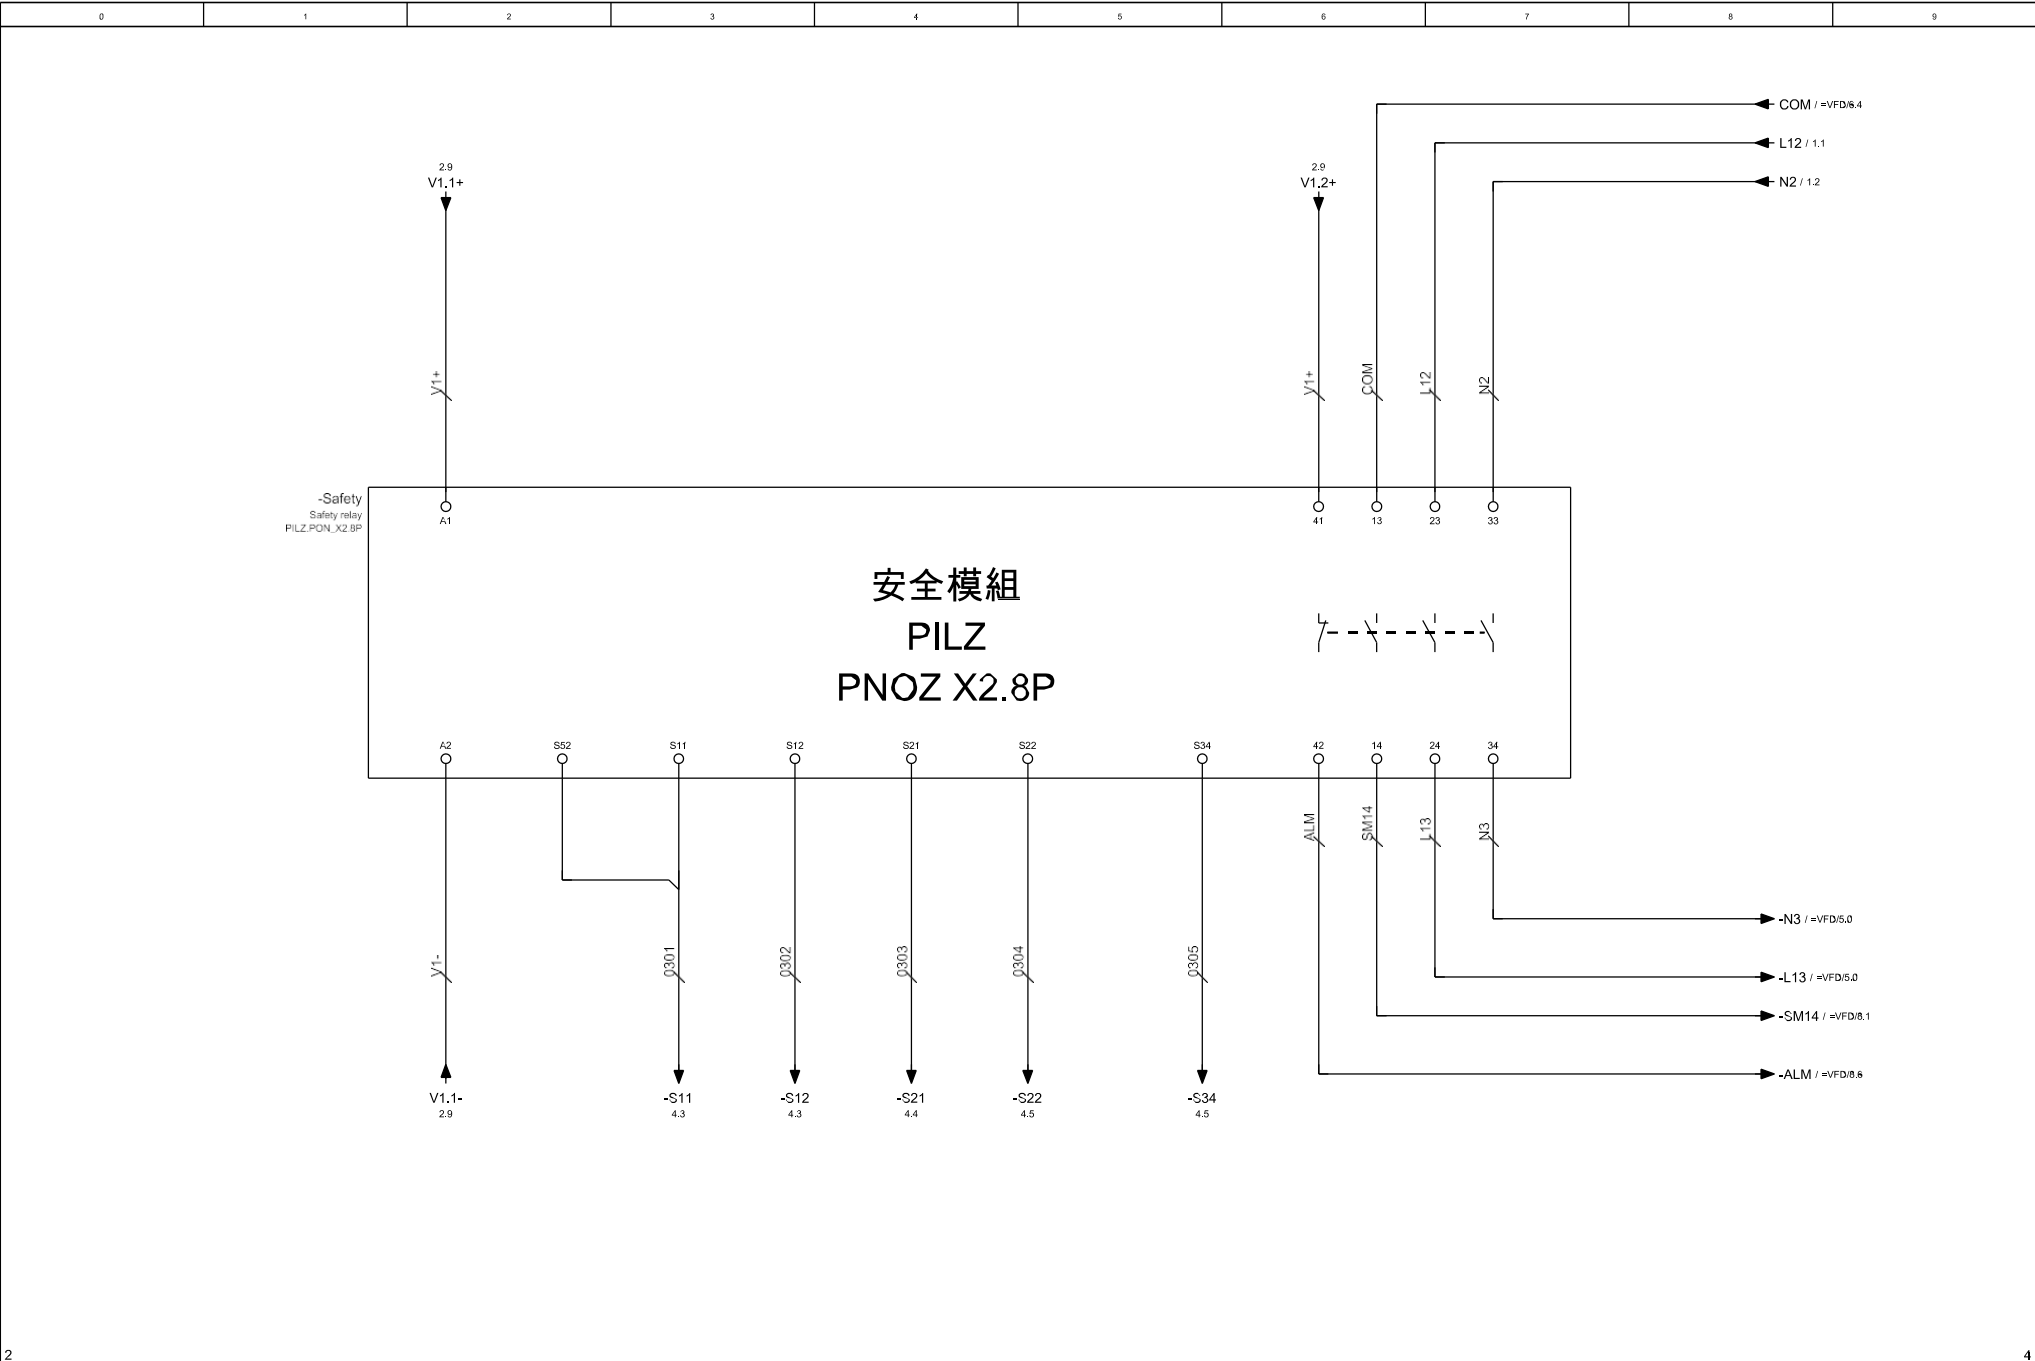 0 1 2 3 4 5 6 7 8 9
COM / =VFD/6.4
L12 / 1.1
N2 / 1.2
2.9
V1.1+
2.9
V1.2+
V1+
V1+
COM
L12
N2
-Safety
Safety relay
PILZ.PON_X2.8P
A1
41
13
23
33
安全模組
PILZ
PNOZ X2.8P
A2
S52
S11
S12
S21
S22
S34
42
14
24
34
ALM
SM14
L13
N3
V1-
0301
0302
0303
0304
0305
-N3 / =VFD/5.0
-L13 / =VFD/5.0
-SM14 / =VFD/8.1
-ALM / =VFD/8.6
V1.1-
2.9
-S11
4.3
-S12
4.3
-S21
4.4
-S22
4.5
-S34
4.5
2
4